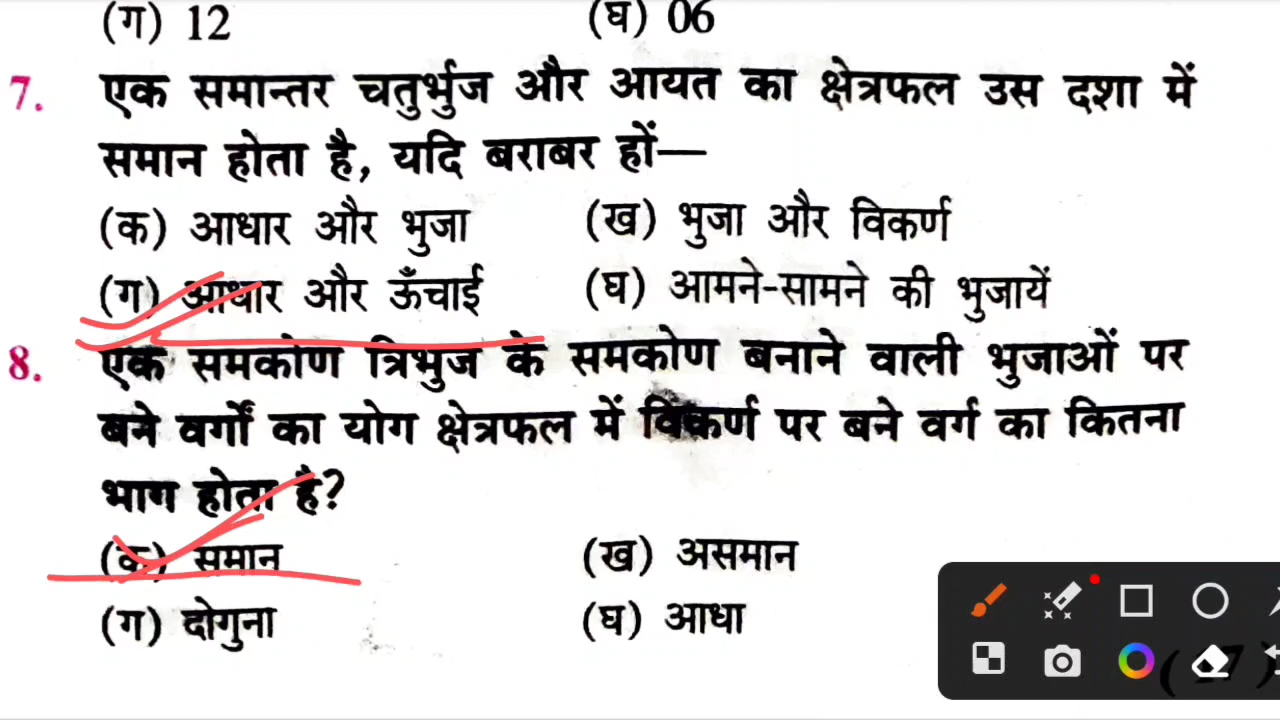 (ग) 12 (घ) 06
7. एक समान्तर चतुर्भुज और आयत का क्षेत्रफल उस दशा में
समान होता है, यदि बराबर हों—
(क) आधार और भुजा (ख) भुजा और विकर्ण
(ग) आधार और ऊँचाई (घ) आमने-सामने की भुजायें
8. एक समकोण त्रिभुज के समकोण बनाने वाली भुजाओं पर
बने वर्गों का योग क्षेत्रफल में विकर्ण पर बने वर्ग का कितना
भाग होता है?
(क) समान (ख) असमान
(ग) दोगुना (घ) आधा